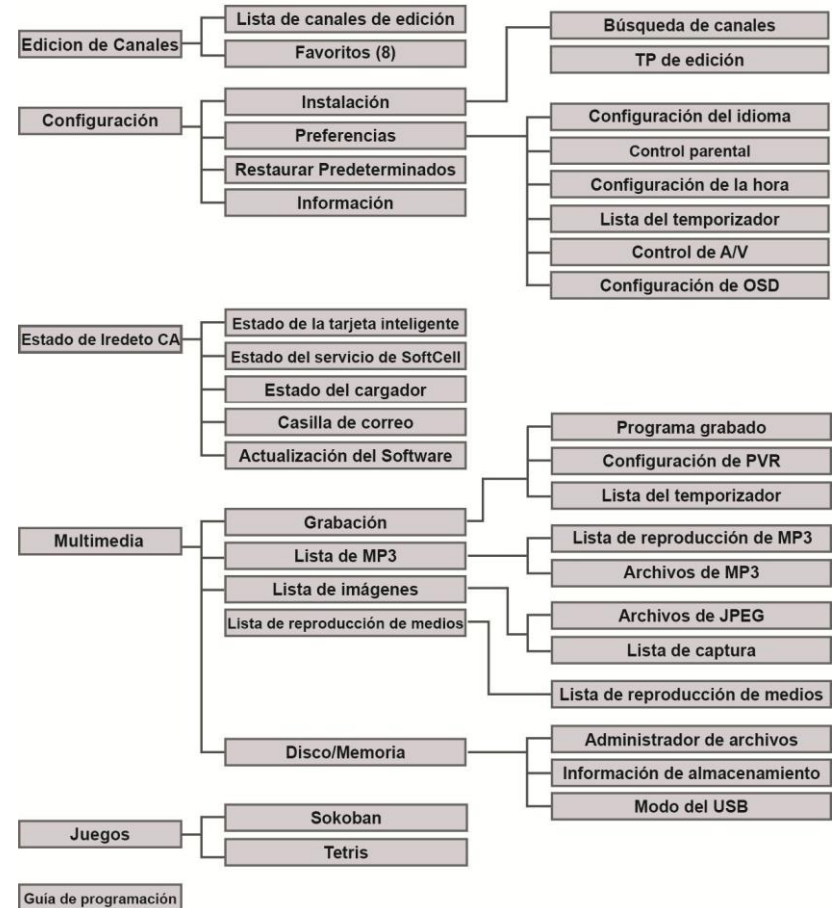 Edicion de Canales
Lista de canales de edición
Favoritos (8)
Configuración
Instalación
Búsqueda de canales
TP de edición
Preferencias
Configuración del idioma
Control parental
Configuración de la hora
Lista del temporizador
Control de A/V
Configuración de OSD
Restaurar Predeterminados
Información
Estado de Iredeto CA
Estado de la tarjeta inteligente
Estado del servicio de SoftCell
Estado del cargador
Casilla de correo
Actualización del Software
Multimedia
Grabación
Programa grabado
Configuración de PVR
Lista del temporizador
Lista de MP3
Lista de reproducción de MP3
Archivos de MP3
Lista de imágenes
Archivos de JPEG
Lista de captura
Lista de reproducción de medios
Lista de reproducción de medios
Disco/Memoria
Administrador de archivos
Información de almacenamiento
Modo del USB
Juegos
Sokoban
Tetris
Guia de programación